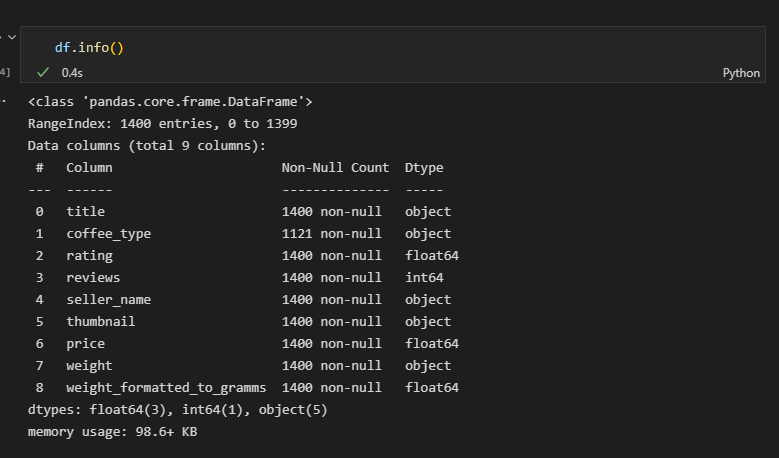 df.info()
4]
0.4s
Python
<class 'pandas.core.frame.DataFrame'>
RangeIndex: 1400 entries, 0 to 1399
Data columns (total 9 columns):
 #   Column                      Non-Null Count  Dtype
---  ------                      --------------  -----
 0   title                       1400 non-null   object
 1   coffee_type                 1121 non-null   object
 2   rating                      1400 non-null   float64
 3   reviews                     1400 non-null   int64
 4   seller_name                 1400 non-null   object
 5   thumbnail                   1400 non-null   object
 6   price                       1400 non-null   float64
 7   weight                      1400 non-null   object
 8   weight_formatted_to_gramms  1400 non-null   float64
dtypes: float64(3), int64(1), object(5)
memory usage: 98.6+ KB